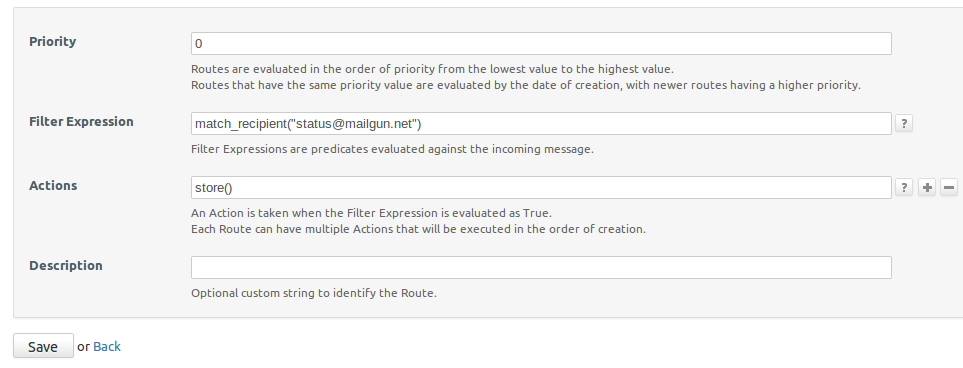 Priority
0
Routes are evaluated in the order of priority from the lowest value to the highest value.
Routes that have the same priority value are evaluated by the date of creation, with newer routes having a higher priority.
Filter Expression
match_recipient("status@mailgun.net")
?
Filter Expressions are predicates evaluated against the incoming message.
Actions
store()
?
An Action is taken when the Filter Expression is evaluated as True.
Each Route can have multiple Actions that will be executed in the order of creation.
Description
Optional custom string to identify the Route.
Save or Back